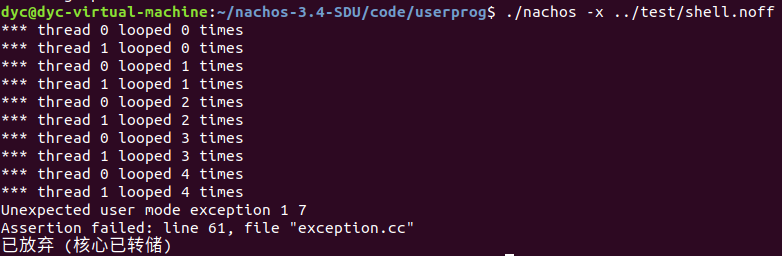 dyc@dyc-virtual-machine:~/nachos-3.4-SDU/code/userprog$ ./nachos -x ../test/shell.noff
*** thread 0 looped 0 times
*** thread 1 looped 0 times
*** thread 0 looped 1 times
*** thread 1 looped 1 times
*** thread 0 looped 2 times
*** thread 1 looped 2 times
*** thread 0 looped 3 times
*** thread 1 looped 3 times
*** thread 0 looped 4 times
*** thread 1 looped 4 times
Unexpected user mode exception 1 7
Assertion failed: line 61, file "exception.cc"
已放弃 (核心已转储)